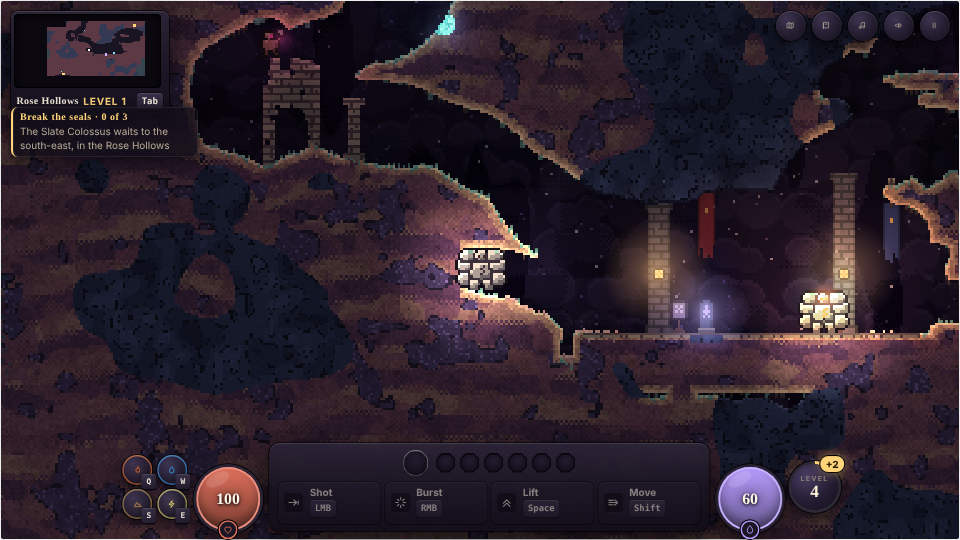 Rose Hollows LEVEL 1 Tab
Break the seals · 0 of 3
The Slate Colossus waits to the
south-east, in the Rose Hollows
+2
LEVEL
4
Q
W
S
E
100
Shot
LMB
Burst
RMB
Lift
Space
Move
Shift
60